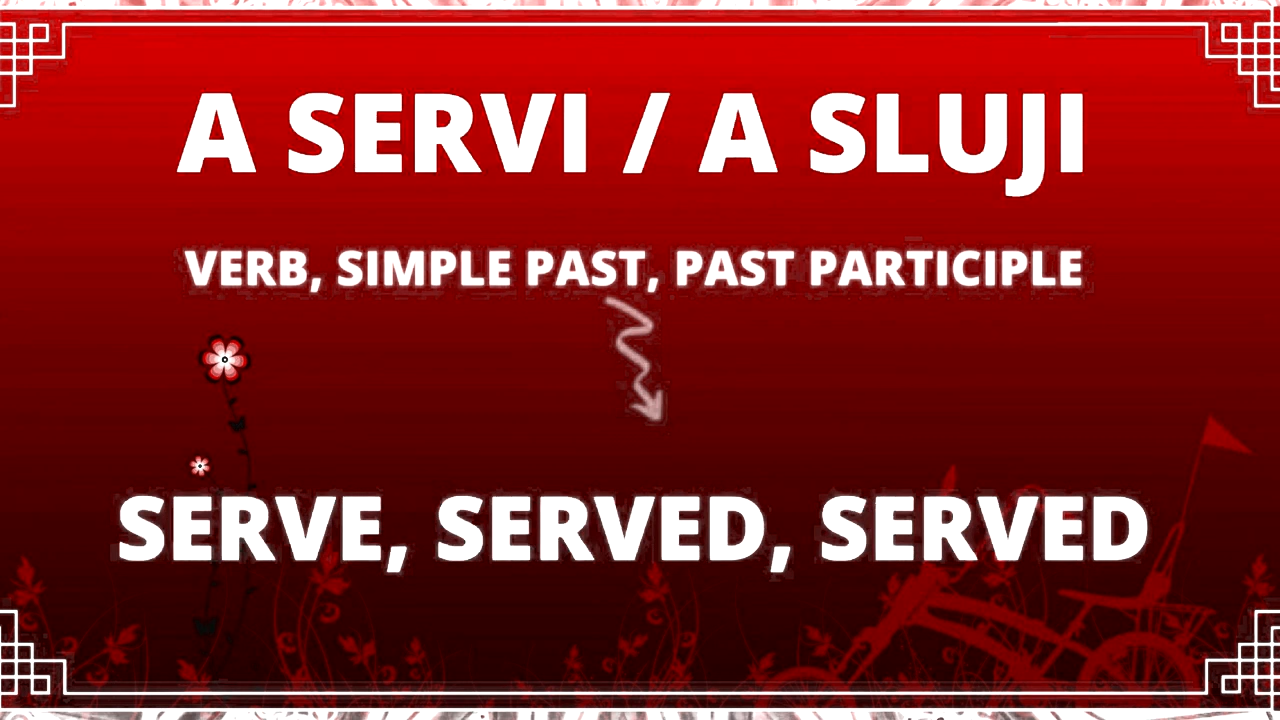 A SERVI / A SLUJI
VERB, SIMPLE PAST, PAST PARTICIPLE
SERVE, SERVED, SERVED